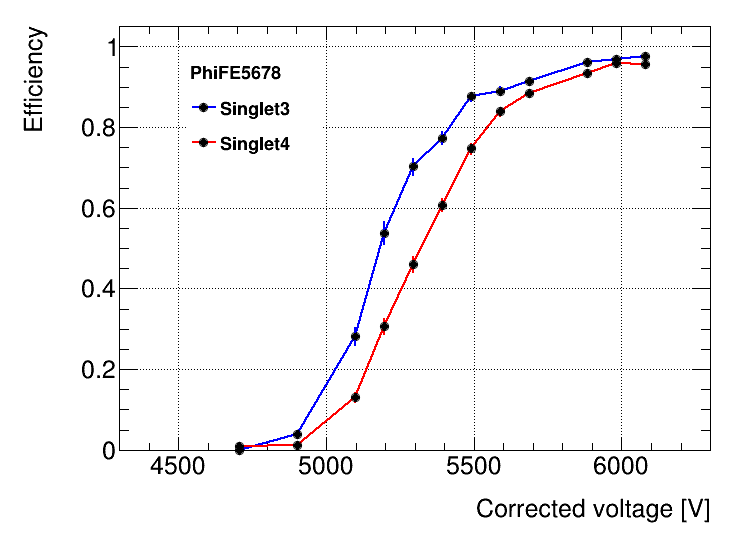 Efficiency
1
0.8
0.6
0.4
0.2
0
PhiFE5678
Singlet3
Singlet4
4500 5000 5500 6000
Corrected voltage [V]